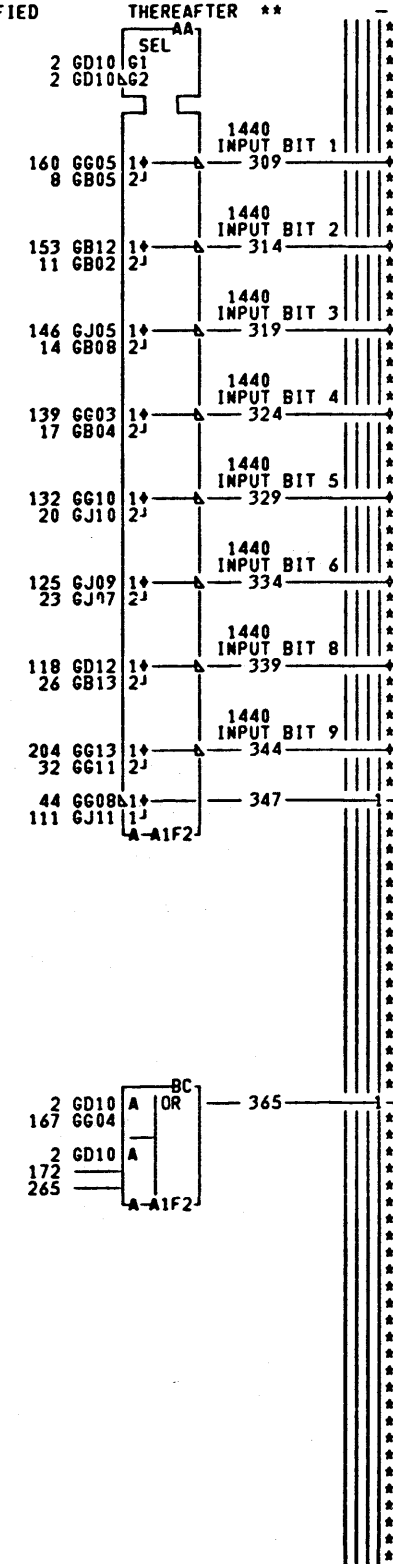 FIED THEREAFTER **
AA
SEL
2 GD10 G1
2 GD10 G2
1440
INPUT BIT 1
160 GG05 1 309
8 GB05 2
1440
INPUT BIT 2
153 GB12 1 314
11 GB02 2
1440
INPUT BIT 3
146 GJ05 1 319
14 GB08 2
1440
INPUT BIT 4
139 GG03 1 324
17 GB04 2
1440
INPUT BIT 5
132 GG10 1 329
20 GJ10 2
1440
INPUT BIT 6
125 GJ09 1 334
23 GJ07 2
1440
INPUT BIT 8
118 GD12 1 339
26 GB13 2
1440
INPUT BIT 9
204 GG13 1 344
32 GG11 2
44 GG08 1 347 1
111 GJ11 1
A-A1F2
BC
2 GD10 A OR 365 1
167 GG04
2 GD10 A
172
265
A-A1F2